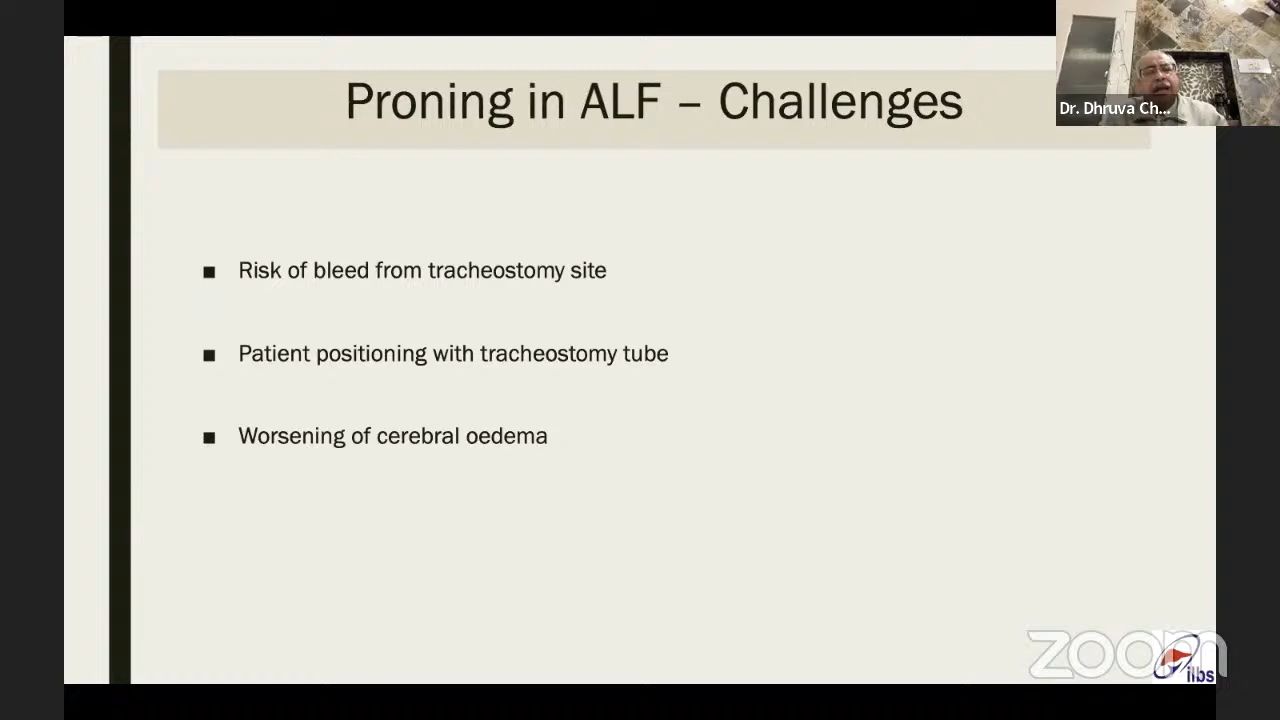 Proning in ALF – Challenges
Dr. Dhruva Ch...
■ Risk of bleed from tracheostomy site
■ Patient positioning with tracheostomy tube
■ Worsening of cerebral oedema
zoom
ilbs